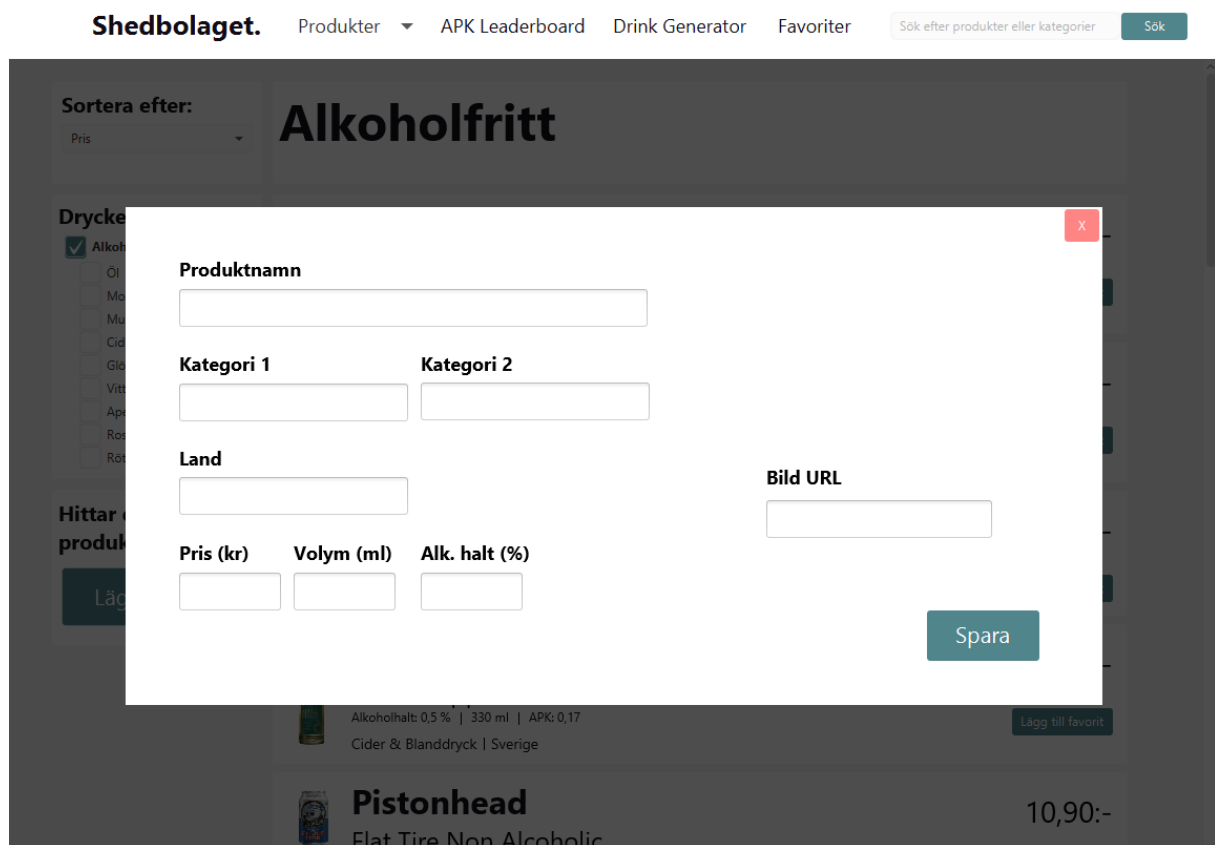 Shedbolaget. Produkter APK Leaderboard Drink Generator Favoriter Sök efter produkter eller kategorier Sök
Sortera efter:
Pris
Alkoholfritt
X
Öl
Produktnamn
Kategori 1 Kategori 2
Land
Bild URL
Hittar
Pris (kr) Volym (ml) Alk. halt (%)
Spara
Alkoholhalt: 0,5 % | 330 ml | APK: 0,17
Lägg till favorit
Cider & Blanddryck | Sverige
Pistonhead
10,90:-
Flat Tire Non Alcoholic